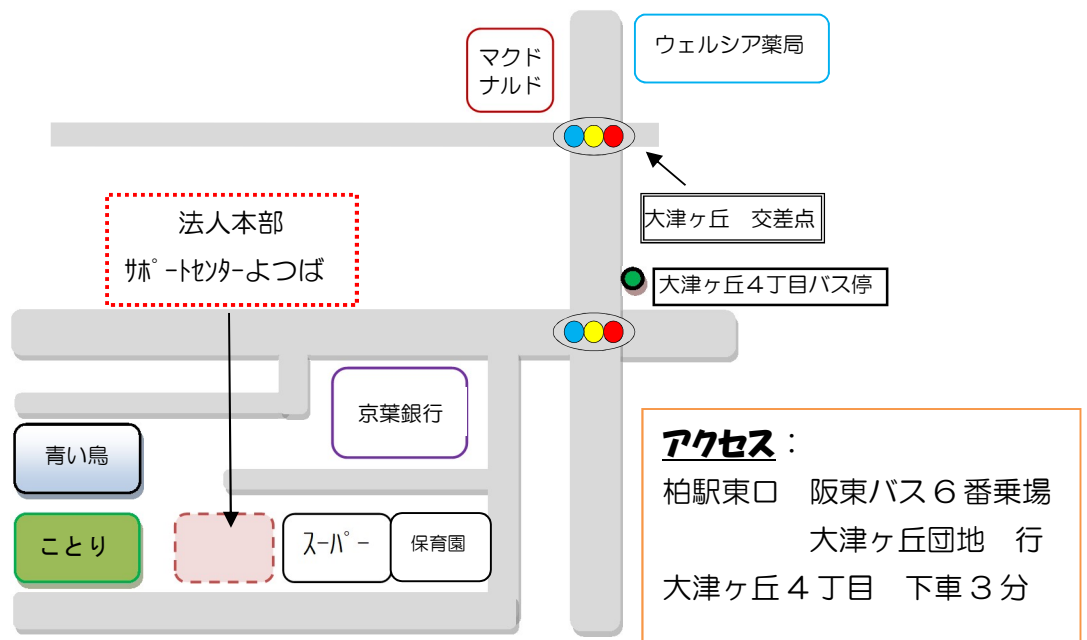 マクド
ナルド
ウェルシア薬局
大津ヶ丘　交差点
法人本部
ｻﾎﾟｰﾄｾﾝﾀｰよつば
大津ヶ丘４丁目バス停
京葉銀行
青い鳥
ことり
ｽｰﾊﾟｰ
保育園
アクセス：
柏駅東口　阪東バス６番乗場
大津ヶ丘団地　行
大津ヶ丘４丁目　下車３分